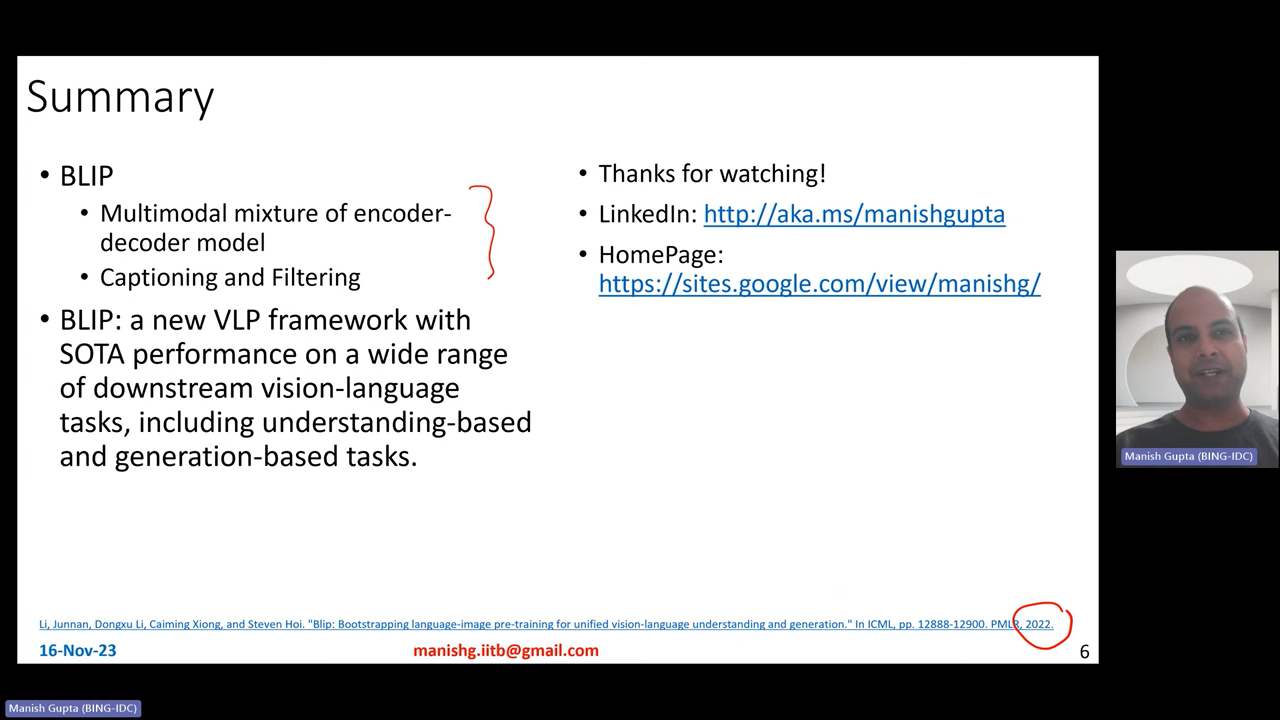 Summary
• BLIP
• Multimodal mixture of encoder-
decoder model
• Captioning and Filtering
• BLIP: a new VLP framework with
SOTA performance on a wide range
of downstream vision-language
tasks, including understanding-based
and generation-based tasks.
• Thanks for watching!
• LinkedIn: http://aka.ms/manishgupta
• HomePage:
https://sites.google.com/view/manishg/
Manish Gupta (BING-IDC)
Li, Junnan, Dongxu Li, Caiming Xiong, and Steven Hoi. "Blip: Bootstrapping language-image pre-training for unified vision-language understanding and generation." In ICML, pp. 12888-12900. PMLR, 2022.
16-Nov-23
manishg.iitb@gmail.com
6
Manish Gupta (BING-IDC)